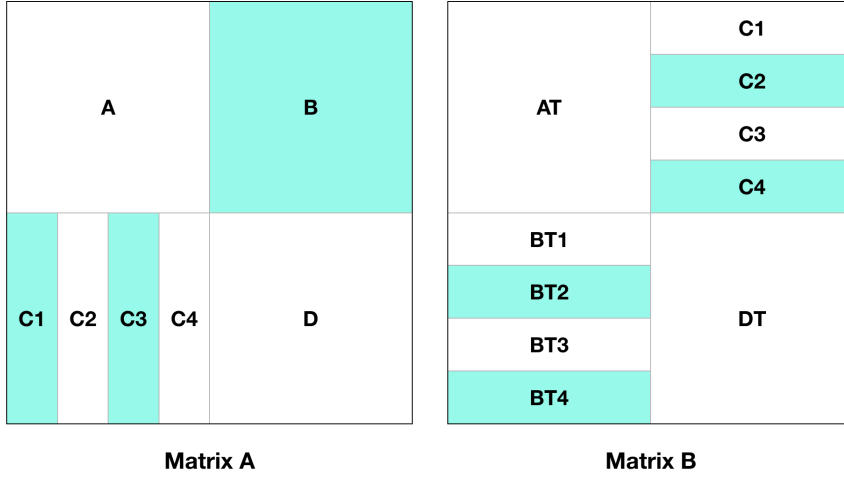 A
B
C1
C2
C3
C4
D
Matrix A
AT
C1
C2
C3
C4
BT1
BT2
BT3
BT4
DT
Matrix B